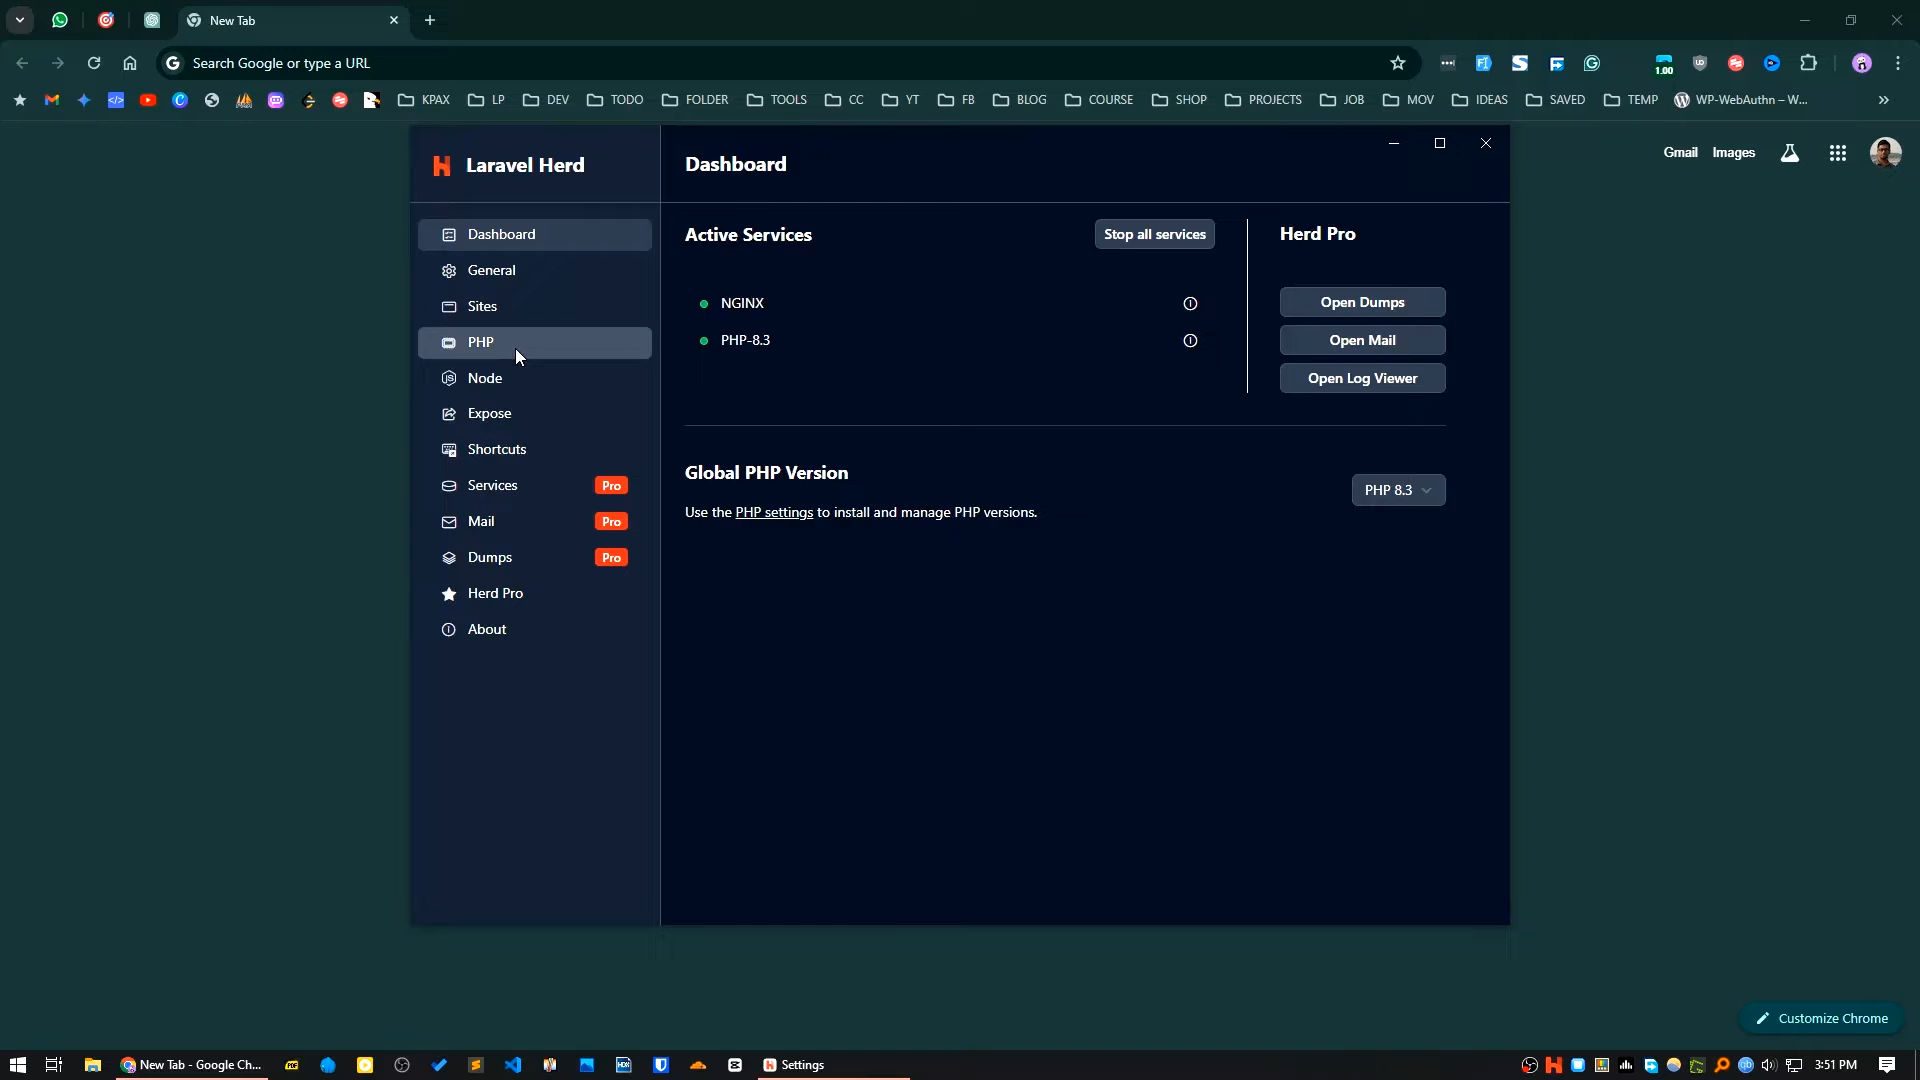 New Tab
Search Google or type a URL
1.00
KPAX
LP
DEV
TODO
FOLDER
TOOLS
CC
YT
FB
BLOG
COURSE
SHOP
PROJECTS
JOB
MOV
IDEAS
SAVED
TEMP
WP-WebAuthn – W...
Gmail
Images
Laravel Herd
Dashboard
General
Sites
PHP
Node
Expose
Shortcuts
Services Pro
Mail Pro
Dumps Pro
Herd Pro
About
Dashboard
Active Services
Stop all services
NGINX
PHP-8.3
Herd Pro
Open Dumps
Open Mail
Open Log Viewer
Global PHP Version
PHP 8.3
Use the PHP settings to install and manage PHP versions.
Customize Chrome
New Tab - Google Ch...
Settings
3:51 PM